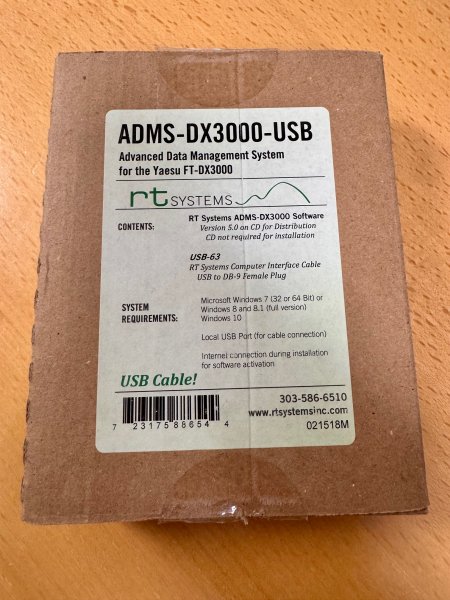 ADMS-DX3000-USB
Advanced Data Management System
for the Yaesu FT-DX3000
rt SYSTEMS
CONTENTS:
RT Systems ADMS-DX3000 Software
Version 5.0 on CD for Distribution
CD not required for installation
USB-63
RT Systems Computer Interface Cable
USB to DB-9 Female Plug
SYSTEM
REQUIREMENTS:
Microsoft Windows 7 (32 or 64 Bit) or
Windows 8 and 8.1 (full version)
Windows 10
Local USB Port (for cable connection)
Internet connection during installation
for software activation
USB Cable!
7 23175 88654 4
303-586-6510
www.rtsystemsinc.com
021518M